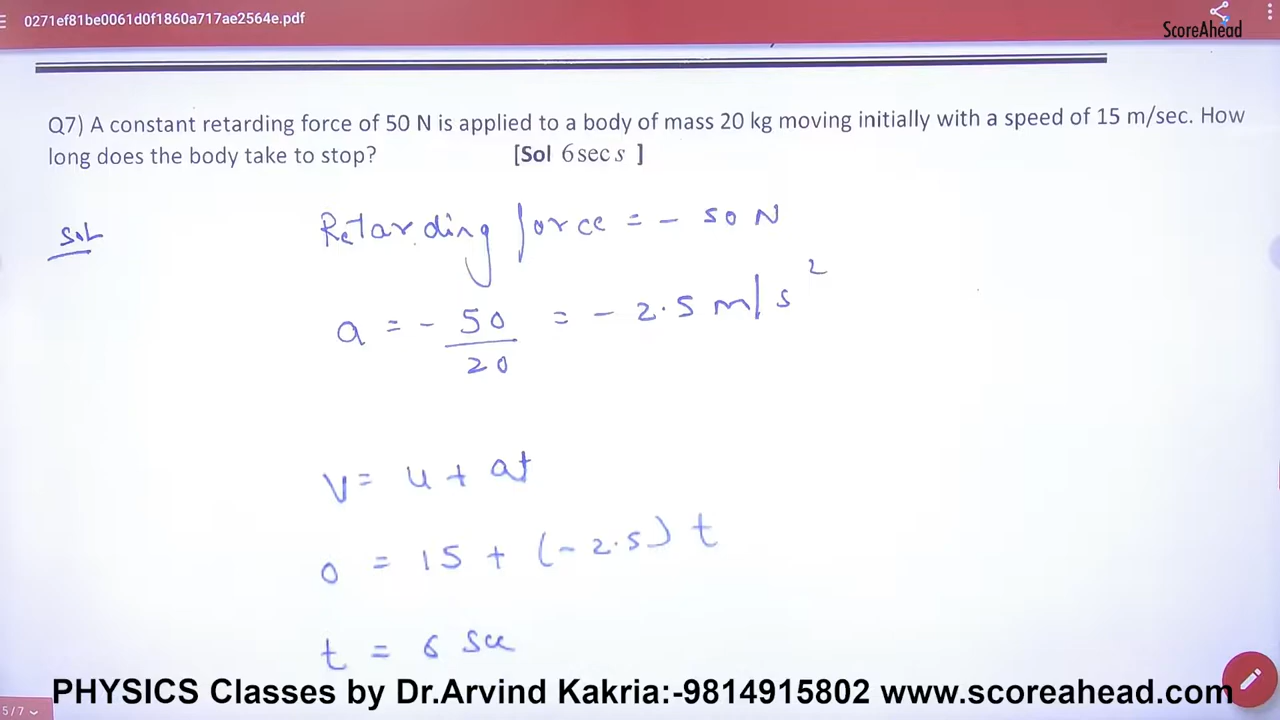 0271ef81be0061d0f1860a717ae2564e.pdf
ScoreAhead
Q7) A constant retarding force of 50 N is applied to a body of mass 20 kg moving initially with a speed of 15 m/sec. How
long does the body take to stop? [Sol 6secs ]
Sol
Retarding force = - 50 N
a = - 50/20 = - 2.5 m/s²
v = u + at
0 = 15 + (-2.5) t
t = 6 sec
PHYSICS Classes by Dr.Arvind Kakria:-9814915802 www.scoreahead.com
5/7